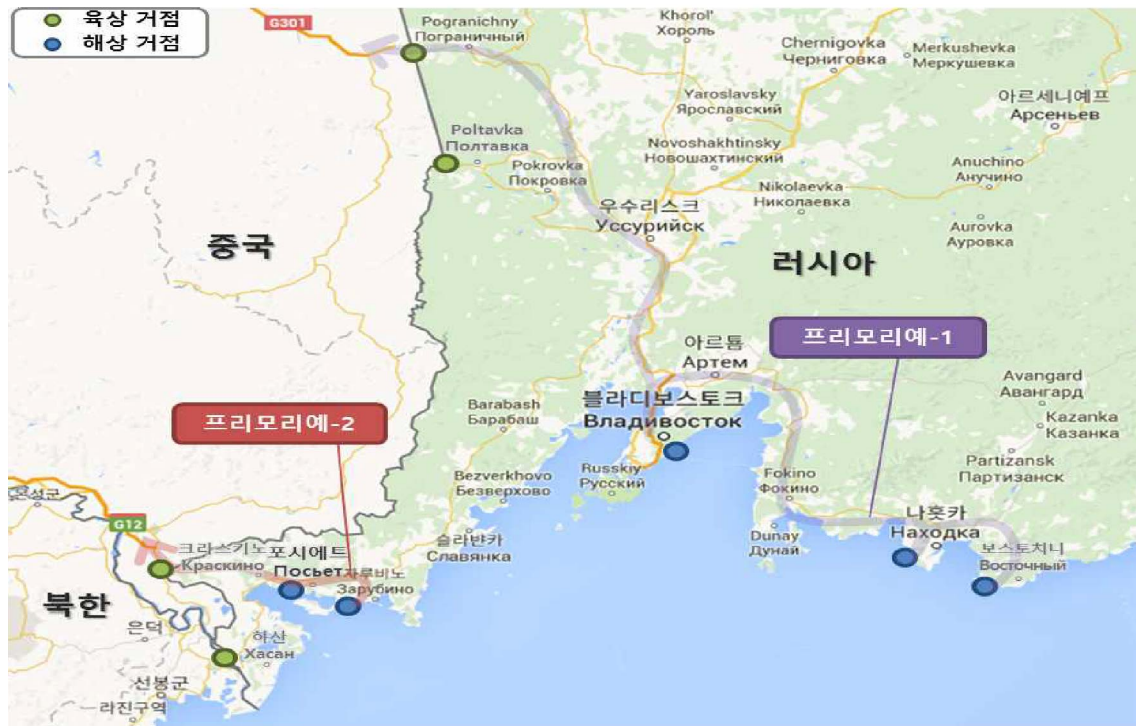 육상 거점
해상 거점
G301
Pogranichny
Пограничный
Khorol'
Хороль
Chernigovka
Черниговка
Merkushevka
Меркушевка
Yaroslavsky
Ярославский
아르세니예프
Арсеньев
Poltavka
Полтавка
Novoshakhtinsky
Новошахтинский
Pokrovka
Покровка
Anuchino
Анучино
Nikolaevka
Николаевка
우수리스크
Уссурийск
Aurovka
Ауровка
중국
러시아
프리모리예-1
아르툠
Артем
Avangard
Авангард
블라디보스토크
Владивосток
Barabash
Барабаш
Kazanka
Казанка
프리모리예-2
Partizansk
Партизанск
Bezverkhovo
Безверхово
Russkiy
Русский
Fokino
Фокино
온성군
G12
나홋카
Находка
슬라뱐카
Славянка
Dunay
Дунай
보스토치니
Восточный
크라스키노
Краскино
포시에트
Посьет
자루비노
Зарубино
북한
은덕
하산
Хасан
선봉군
라진구역